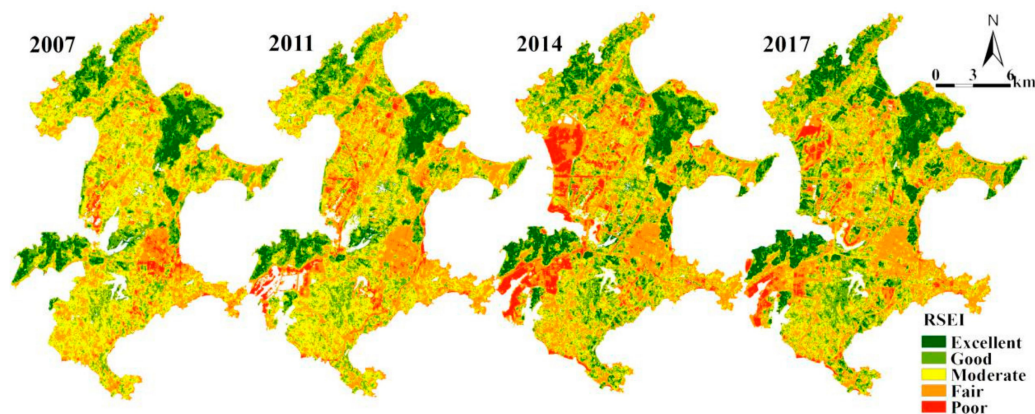 2007
2011
2014
2017
N
0 3 6
km
RSEI
Excellent
Good
Moderate
Fair
Poor